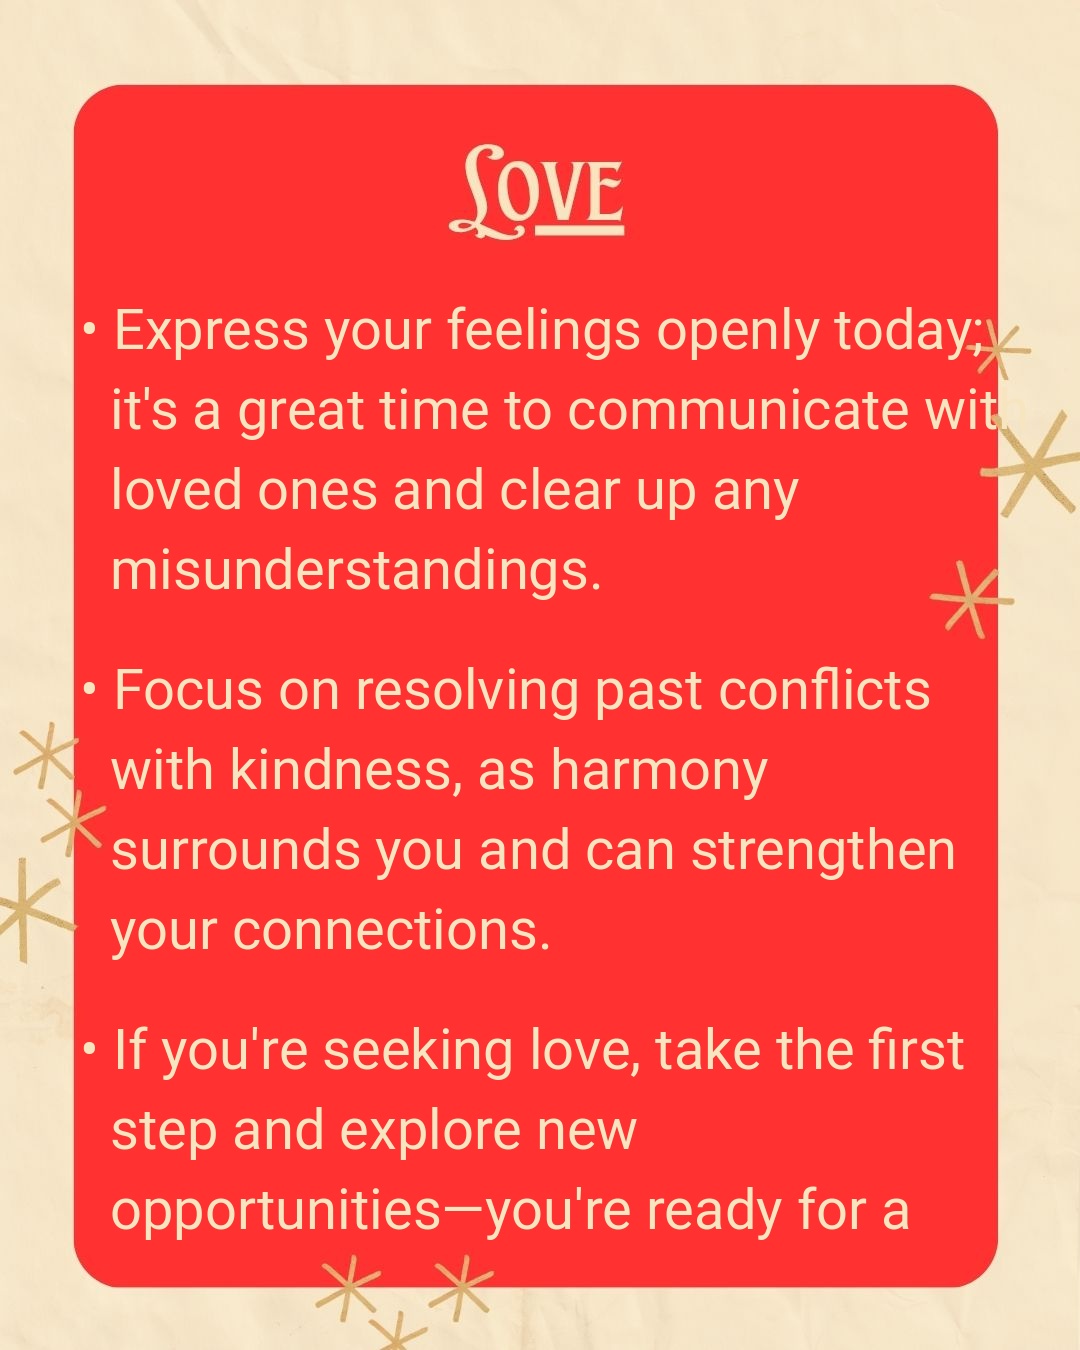 Love
• Express your feelings openly today;
it's a great time to communicate with
loved ones and clear up any
misunderstandings.
• Focus on resolving past conflicts
with kindness, as harmony
surrounds you and can strengthen
your connections.
• If you're seeking love, take the first
step and explore new
opportunities—you're ready for a